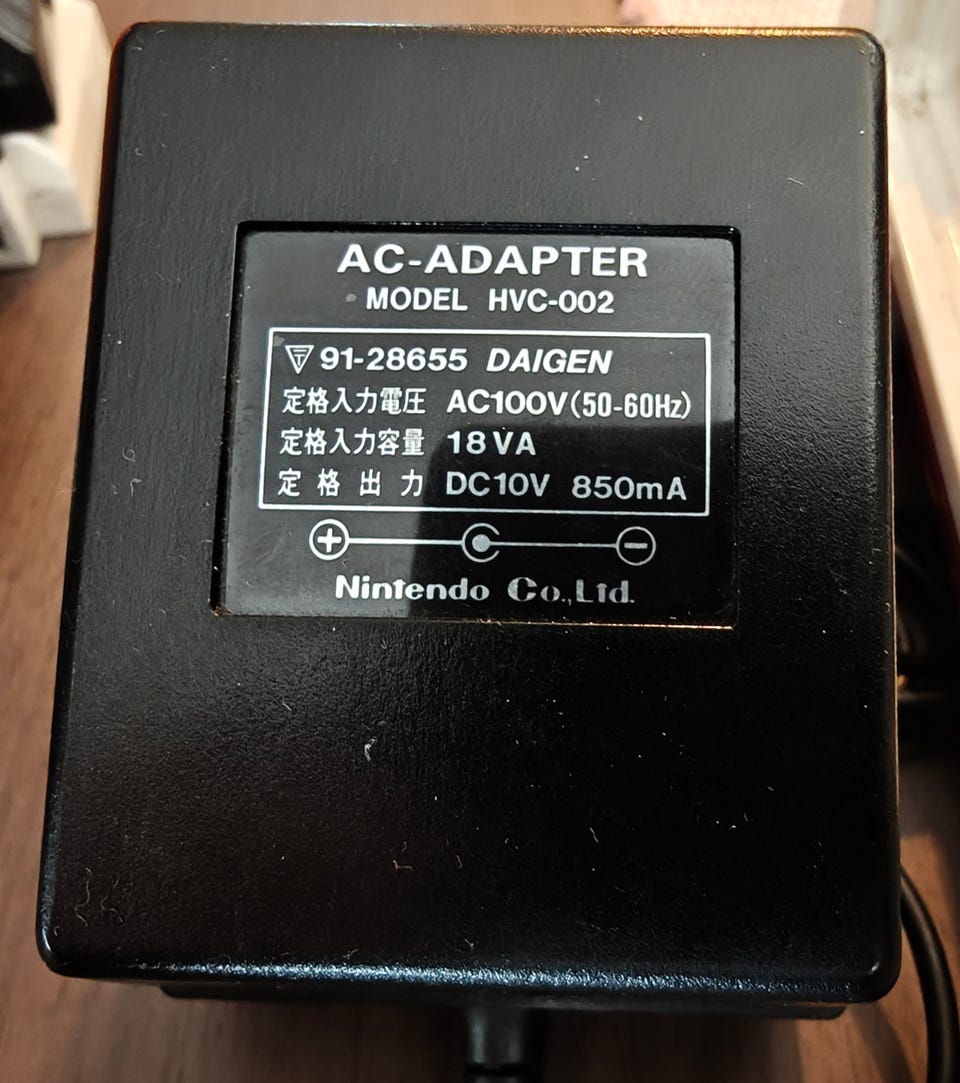 AC-ADAPTER
MODEL HVC-002
91-28655 DAIGEN
定格入力電圧 AC100V(50-60Hz)
定格入力容量 18VA
定格出力 DC10V 850mA
Nintendo Co.,Ltd.